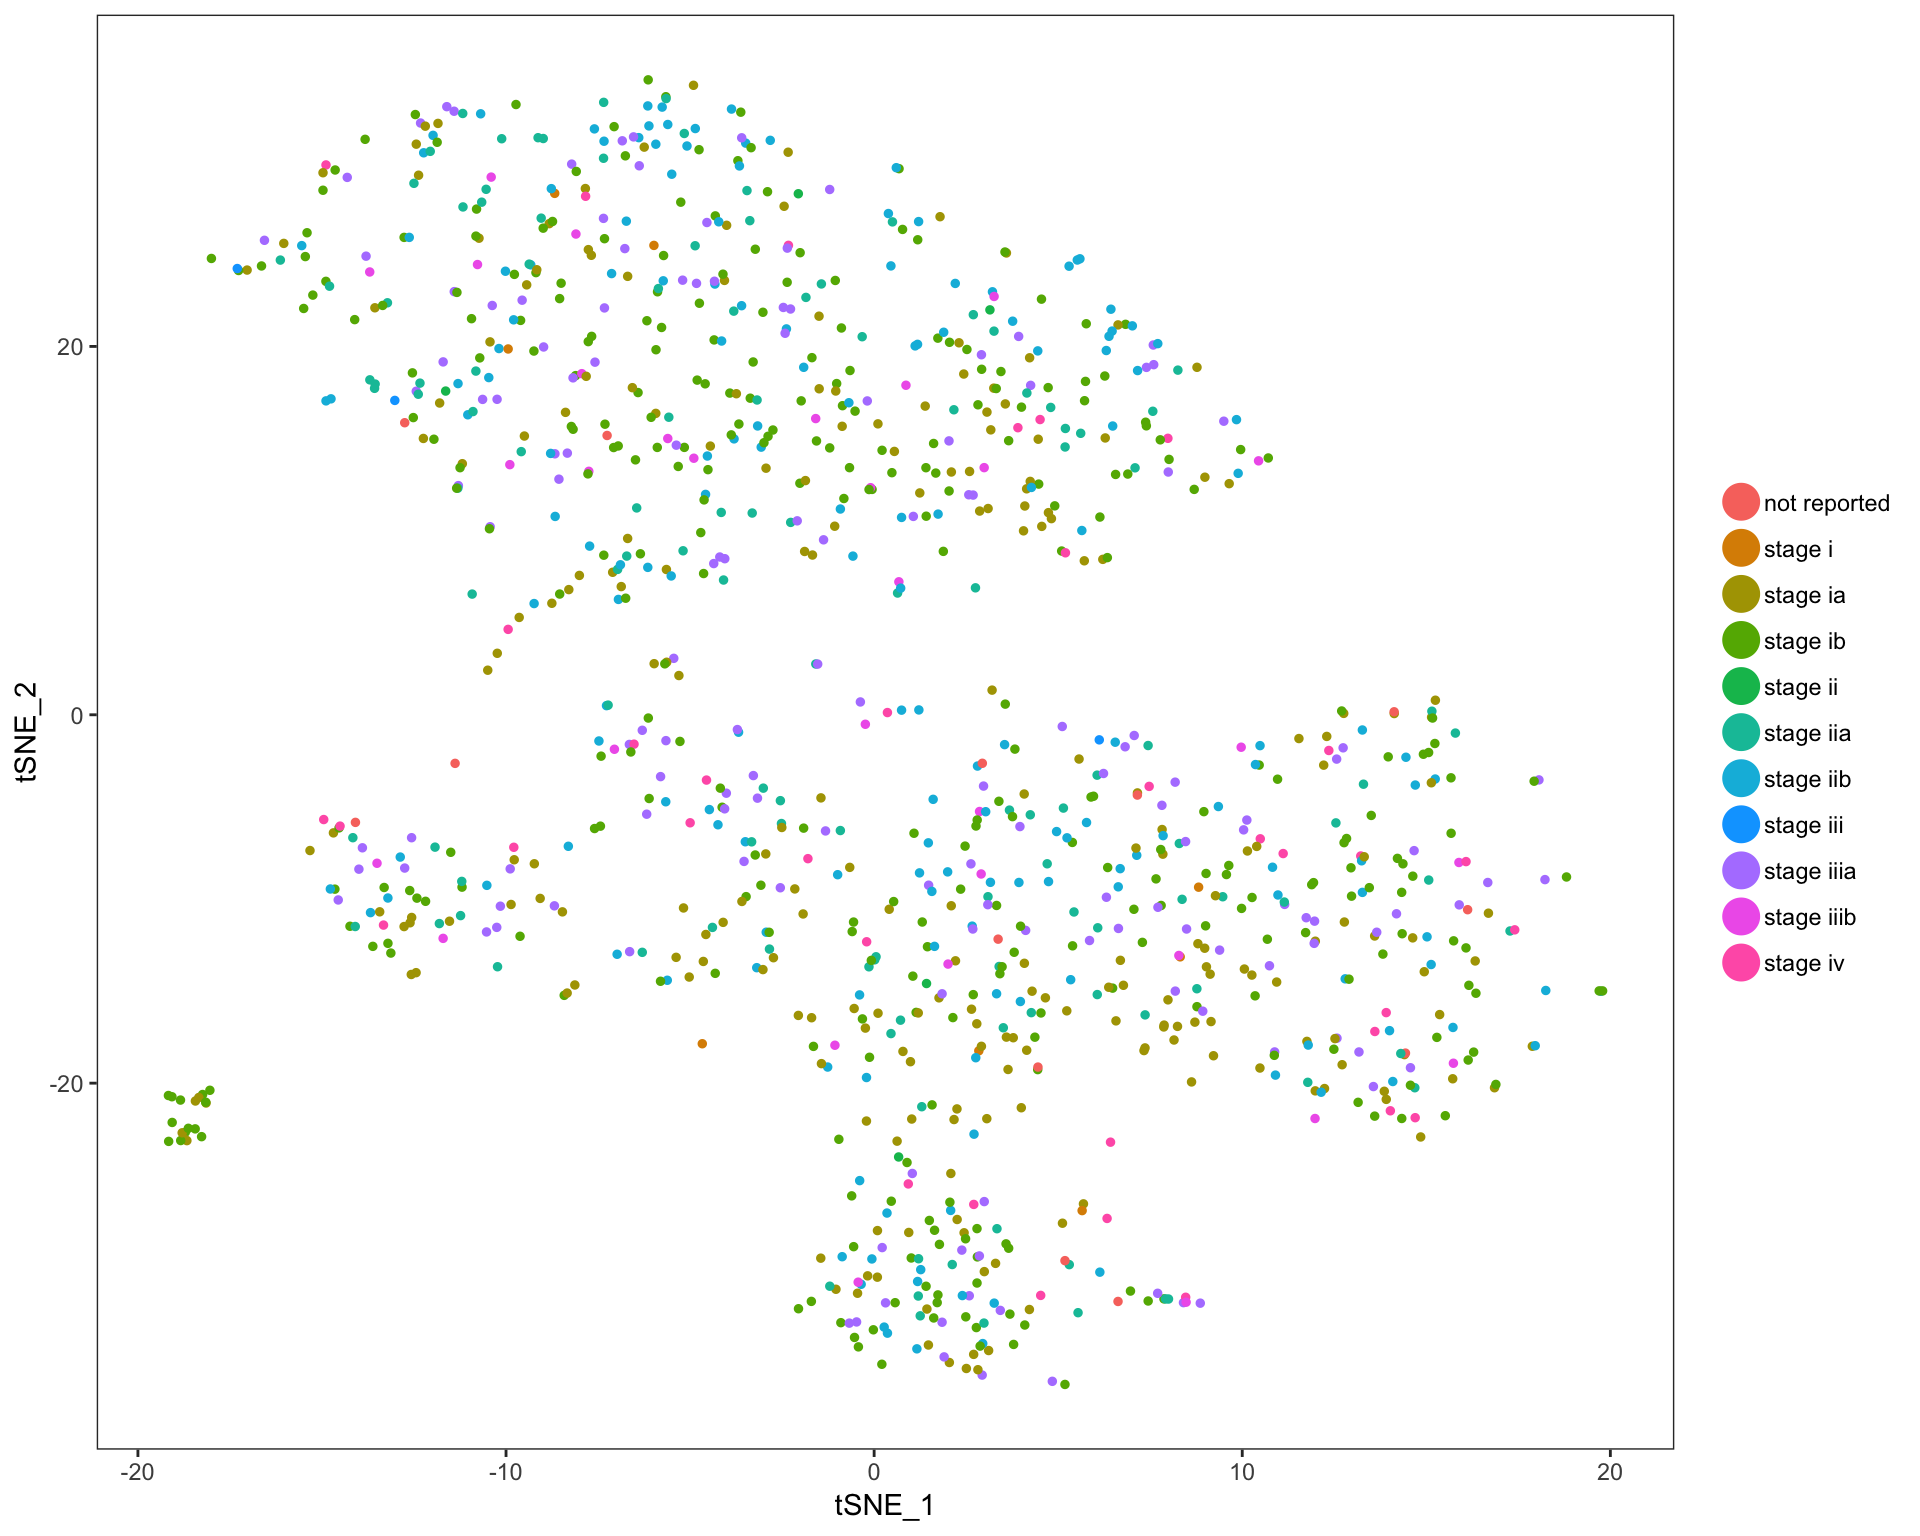 tSNE_2
20
0
-20
-20
-10
0
10
20
tSNE_1
not reported
stage i
stage ia
stage ib
stage ii
stage iia
stage iib
stage iii
stage iiia
stage iiib
stage iv